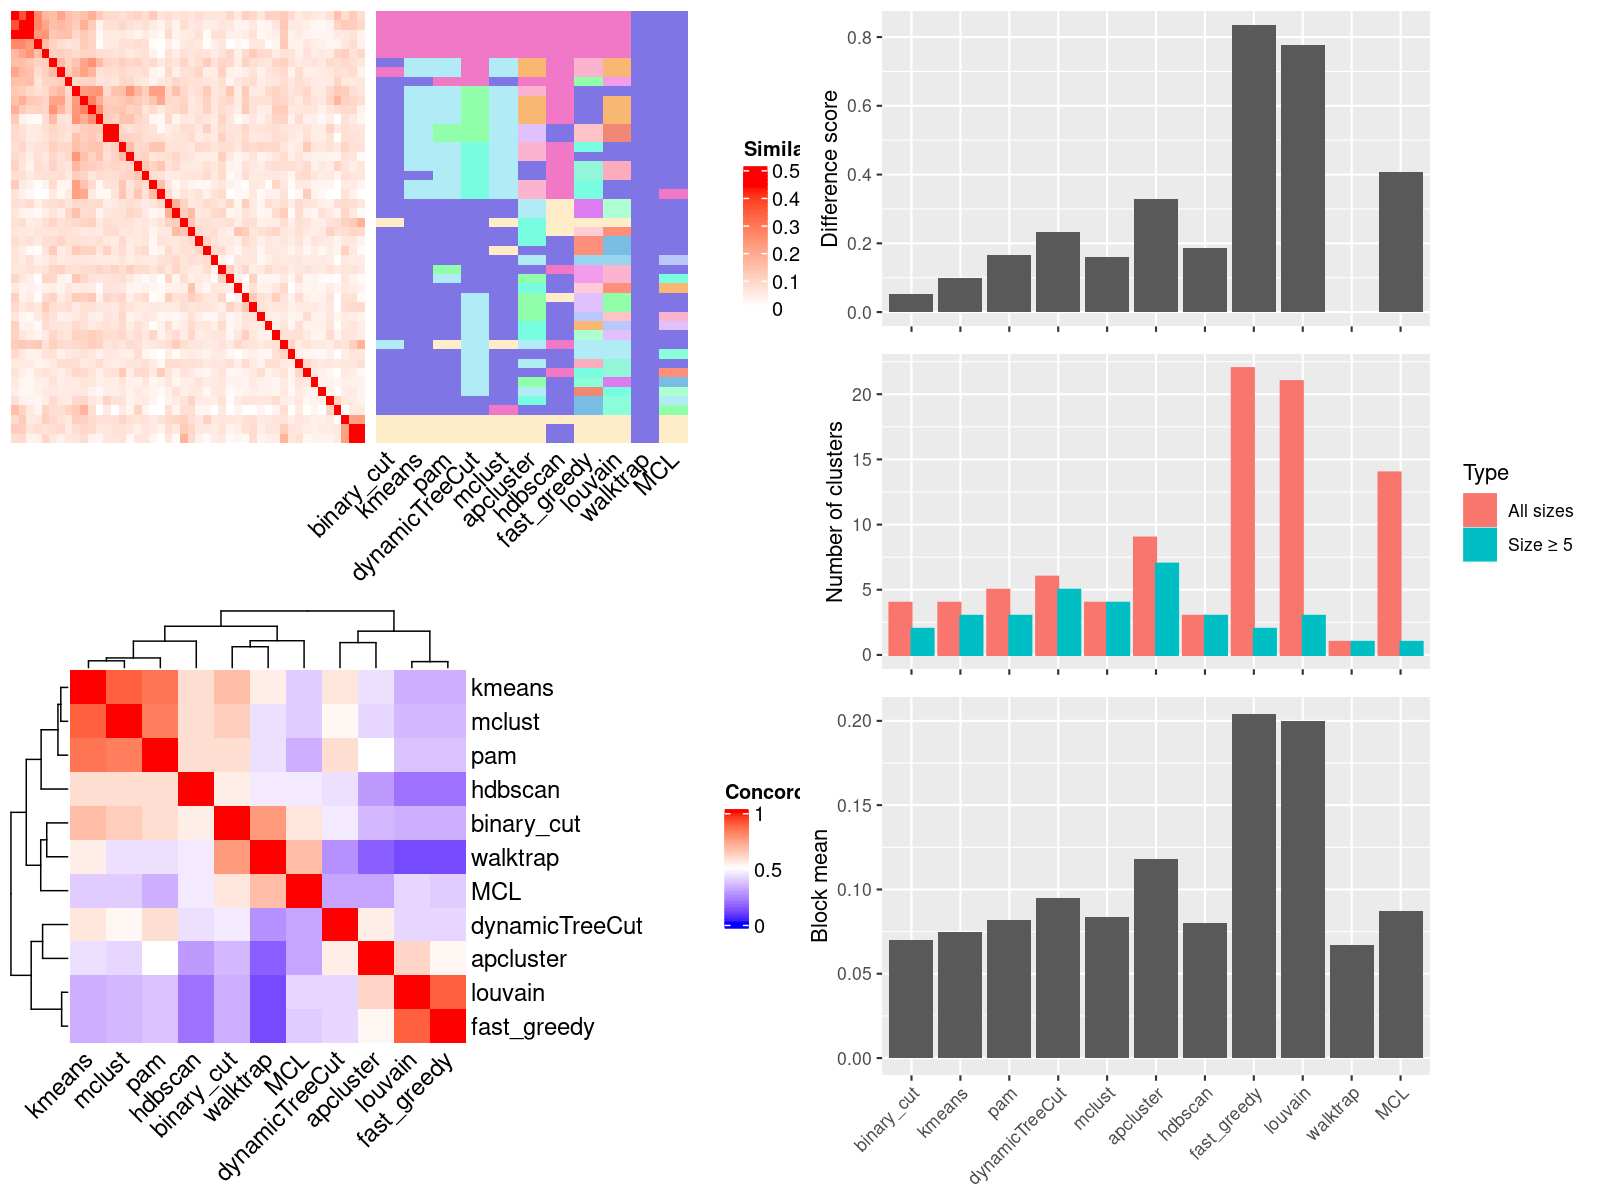 Simila
0.5
0.4
0.3
0.2
0.1
0
binary_cut
kmeans
pam
dynamicTreeCut
mclust
apcluster
hdbscan
fast_greedy
louvain
walktrap
MCL
Difference score
0.8
0.6
0.4
0.2
0.0
Number of clusters
20
15
10
5
0
Type
All sizes
Size ≥ 5
kmeans
mclust
pam
hdbscan
binary_cut
walktrap
MCL
dynamicTreeCut
apcluster
louvain
fast_greedy
kmeans
mclust
pam
hdbscan
binary_cut
walktrap
MCL
dynamicTreeCut
apcluster
louvain
fast_greedy
Concord
1
0.5
0
Block mean
0.20
0.15
0.10
0.05
0.00
binary_cut
kmeans
pam
dynamicTreeCut
mclust
apcluster
hdbscan
fast_greedy
louvain
walktrap
MCL